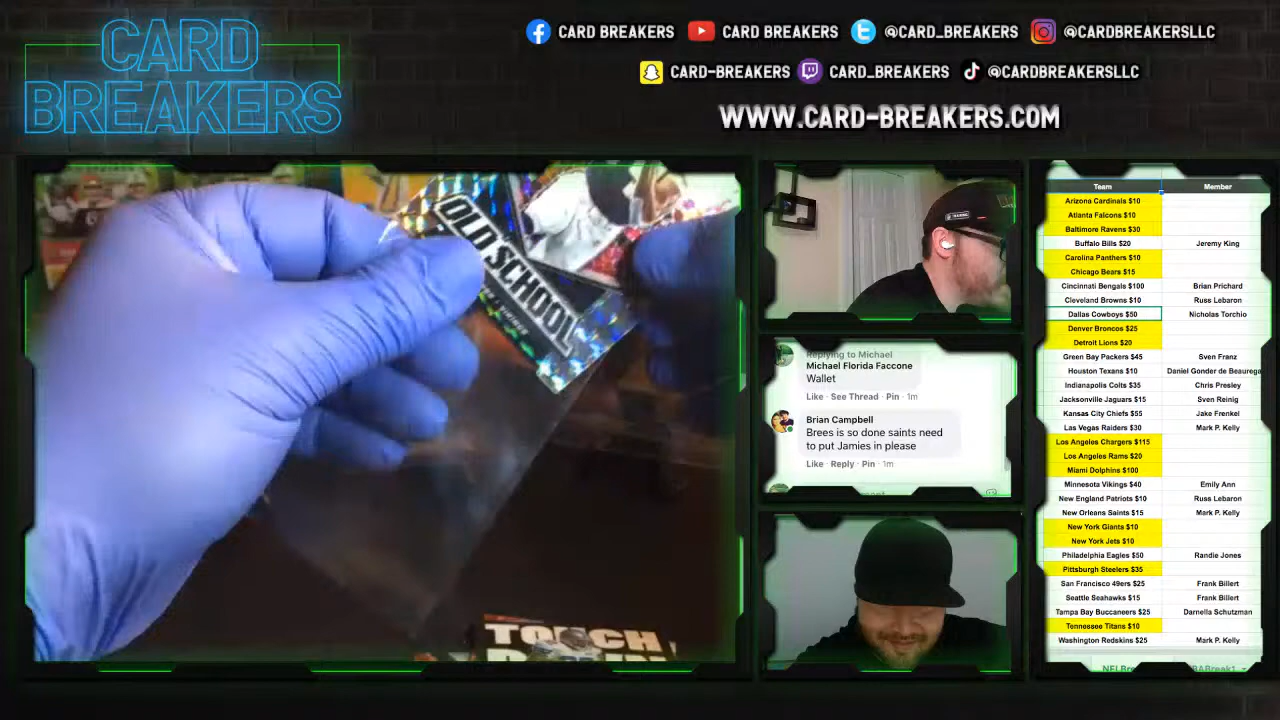 CARD
BREAKERS
CARD BREAKERS
CARD BREAKERS
@CARD_BREAKERS
@CARDBREAKERSLLC
CARD-BREAKERS
CARD_BREAKERS
@CARDBREAKERSLLC
WWW.CARD-BREAKERS.COM
OLD SCHOOL
TOUCH
Replying to Michael
Michael Florida Faccone
Wallet
Like · See Thread · Pin · 1m
Brian Campbell
Brees is so done saints need
to put Jamies in please
Like · Reply · Pin · 1m
Team Member
Arizona Cardinals $10
Atlanta Falcons $10
Baltimore Ravens $30
Buffalo Bills $20 Jeremy King
Carolina Panthers $10
Chicago Bears $15
Cincinnati Bengals $100 Brian Prichard
Cleveland Browns $10 Russ Lebaron
Dallas Cowboys $50 Nicholas Torchio
Denver Broncos $25
Detroit Lions $20
Green Bay Packers $45 Sven Franz
Houston Texans $10 Daniel Gonder de Beaurega
Indianapolis Colts $35 Chris Presley
Jacksonville Jaguars $15 Sven Reinig
Kansas City Chiefs $55 Jake Frenkel
Las Vegas Raiders $30 Mark P. Kelly
Los Angeles Chargers $115
Los Angeles Rams $20
Miami Dolphins $100
Minnesota Vikings $40 Emily Ann
New England Patriots $10 Russ Lebaron
New Orleans Saints $15 Mark P. Kelly
New York Giants $10
New York Jets $10
Philadelphia Eagles $50 Randie Jones
Pittsburgh Steelers $35
San Francisco 49ers $25 Frank Billert
Seattle Seahawks $15 Frank Billert
Tampa Bay Buccaneers $25 Darnella Schutzman
Tennessee Titans $10
Washington Redskins $25 Mark P. Kelly